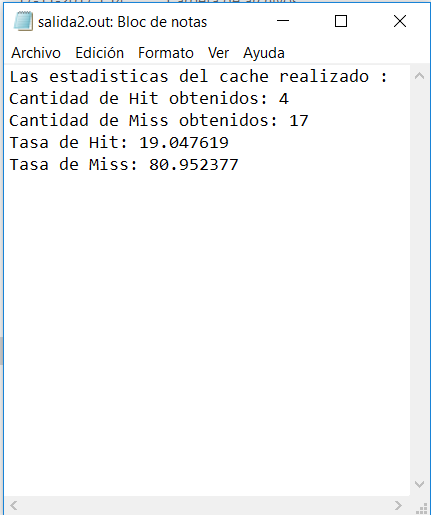 salida2.out: Bloc de notas
Archivo Edición Formato Ver Ayuda
Las estadisticas del cache realizado :
Cantidad de Hit obtenidos: 4
Cantidad de Miss obtenidos: 17
Tasa de Hit: 19.047619
Tasa de Miss: 80.952377